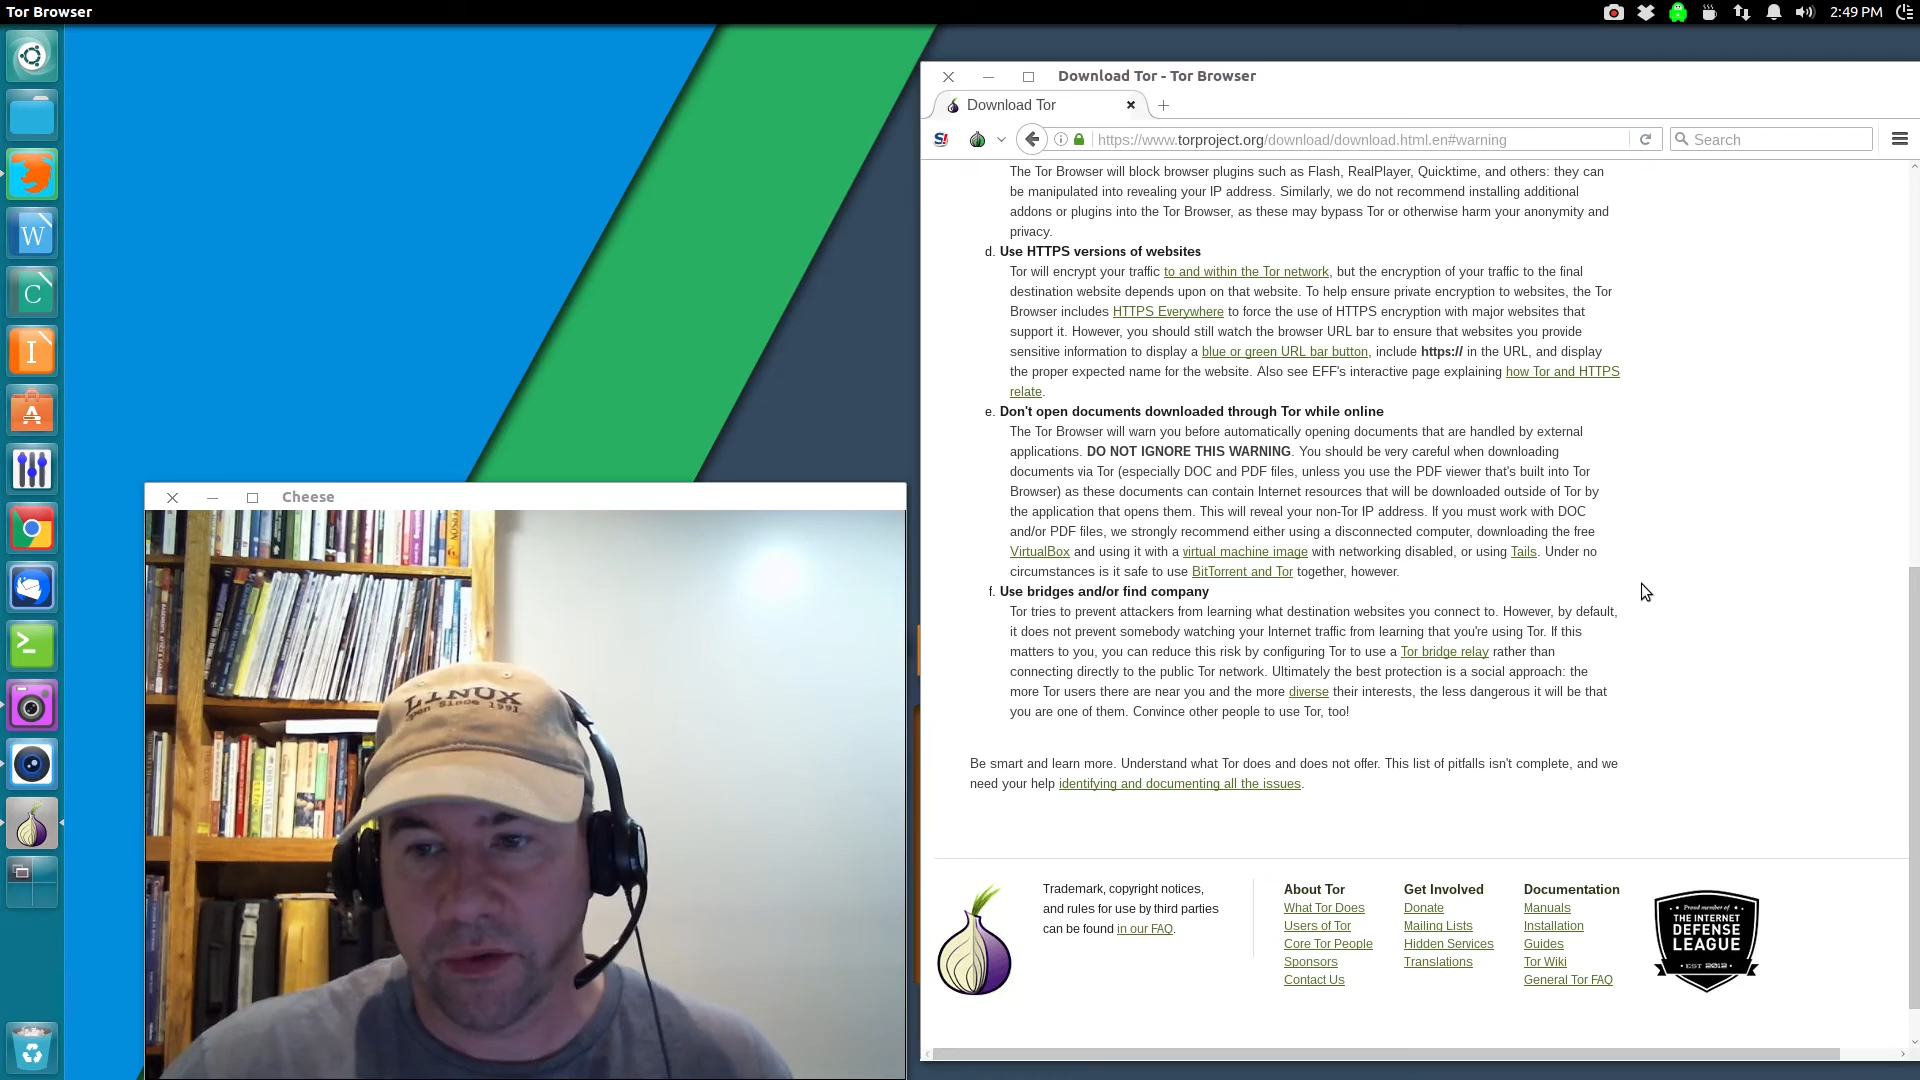 Tor Browser
2:49 PM
Download Tor - Tor Browser
Download Tor
https://www.torproject.org/download/download.html.en#warning
Search
The Tor Browser will block browser plugins such as Flash, RealPlayer, Quicktime, and others: they can
be manipulated into revealing your IP address. Similarly, we do not recommend installing additional
addons or plugins into the Tor Browser, as these may bypass Tor or otherwise harm your anonymity and
privacy.
d. Use HTTPS versions of websites
Tor will encrypt your traffic to and within the Tor network, but the encryption of your traffic to the final
destination website depends upon on that website. To help ensure private encryption to websites, the Tor
Browser includes HTTPS Everywhere to force the use of HTTPS encryption with major websites that
support it. However, you should still watch the browser URL bar to ensure that websites you provide
sensitive information to display a blue or green URL bar button, include https:// in the URL, and display
the proper expected name for the website. Also see EFF's interactive page explaining how Tor and HTTPS
relate.
e. Don't open documents downloaded through Tor while online
The Tor Browser will warn you before automatically opening documents that are handled by external
applications. DO NOT IGNORE THIS WARNING. You should be very careful when downloading
documents via Tor (especially DOC and PDF files, unless you use the PDF viewer that's built into Tor
Browser) as these documents can contain Internet resources that will be downloaded outside of Tor by
the application that opens them. This will reveal your non-Tor IP address. If you must work with DOC
and/or PDF files, we strongly recommend either using a disconnected computer, downloading the free
VirtualBox and using it with a virtual machine image with networking disabled, or using Tails. Under no
circumstances is it safe to use BitTorrent and Tor together, however.
f. Use bridges and/or find company
Tor tries to prevent attackers from learning what destination websites you connect to. However, by default,
it does not prevent somebody watching your Internet traffic from learning that you're using Tor. If this
matters to you, you can reduce this risk by configuring Tor to use a Tor bridge relay rather than
connecting directly to the public Tor network. Ultimately the best protection is a social approach: the
more Tor users there are near you and the more diverse their interests, the less dangerous it will be that
you are one of them. Convince other people to use Tor, too!
Be smart and learn more. Understand what Tor does and does not offer. This list of pitfalls isn't complete, and we
need your help identifying and documenting all the issues.
Trademark, copyright notices,
and rules for use by third parties
can be found in our FAQ.
About Tor
What Tor Does
Users of Tor
Core Tor People
Sponsors
Contact Us
Get Involved
Donate
Mailing Lists
Hidden Services
Translations
Documentation
Manuals
Installation
Guides
Tor Wiki
General Tor FAQ
Proud member of
THE INTERNET
DEFENSE
LEAGUE
EST 2012
Cheese
LINUX
Open Since 1991
W
C
I
A
S!